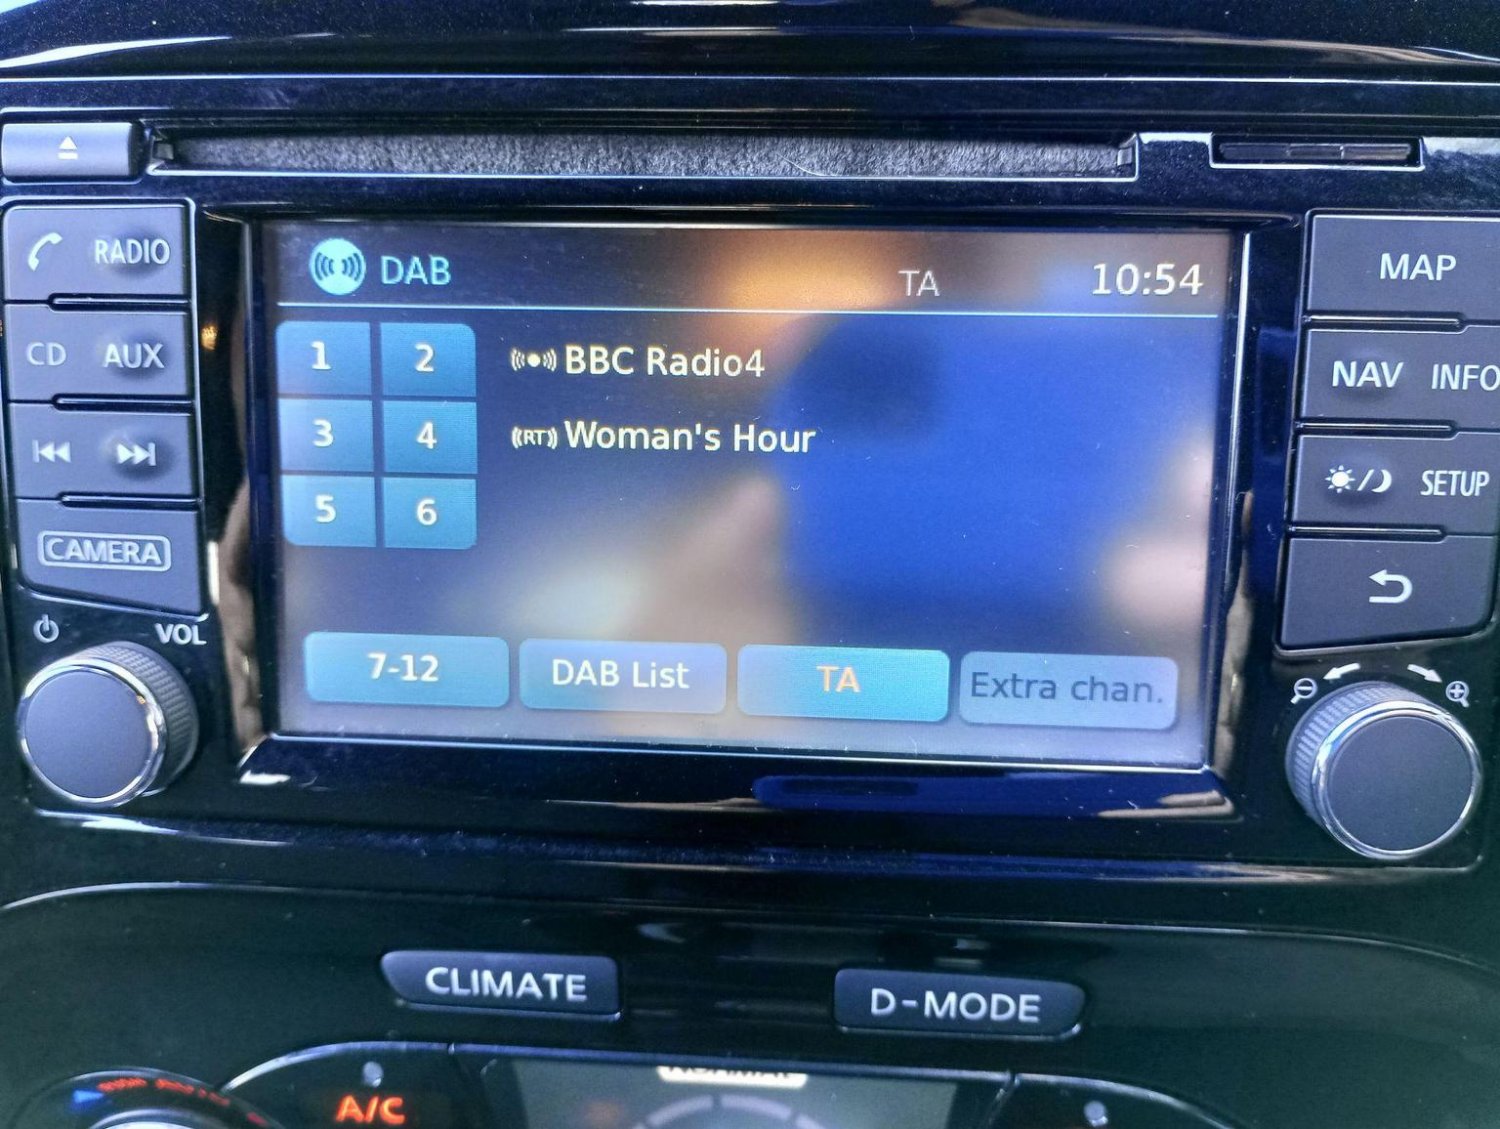 RADIO
CD AUX
CAMERA
VOL
DAB TA 10:54
1 2 BBC Radio4
3 4 (RT) Woman's Hour
5 6
7-12 DAB List TA Extra chan.
MAP
NAV INFO
SETUP
CLIMATE D-MODE
A/C